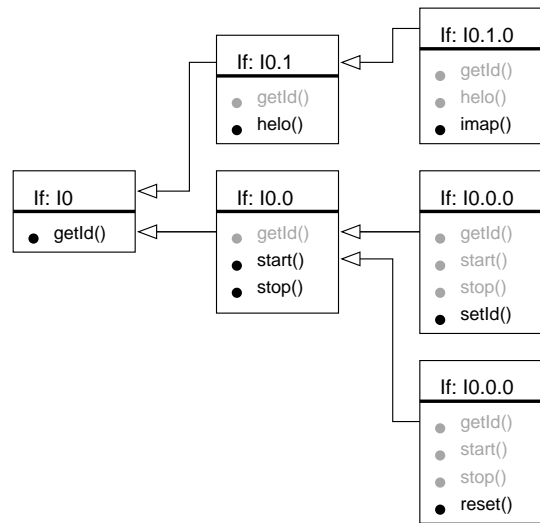 If: I0.1.0
getId()
helo()
imap()
If: I0.1
getId()
helo()
If: I0
getId()
If: I0.0
getId()
start()
stop()
If: I0.0.0
getId()
start()
stop()
setId()
If: I0.0.0
getId()
start()
stop()
reset()